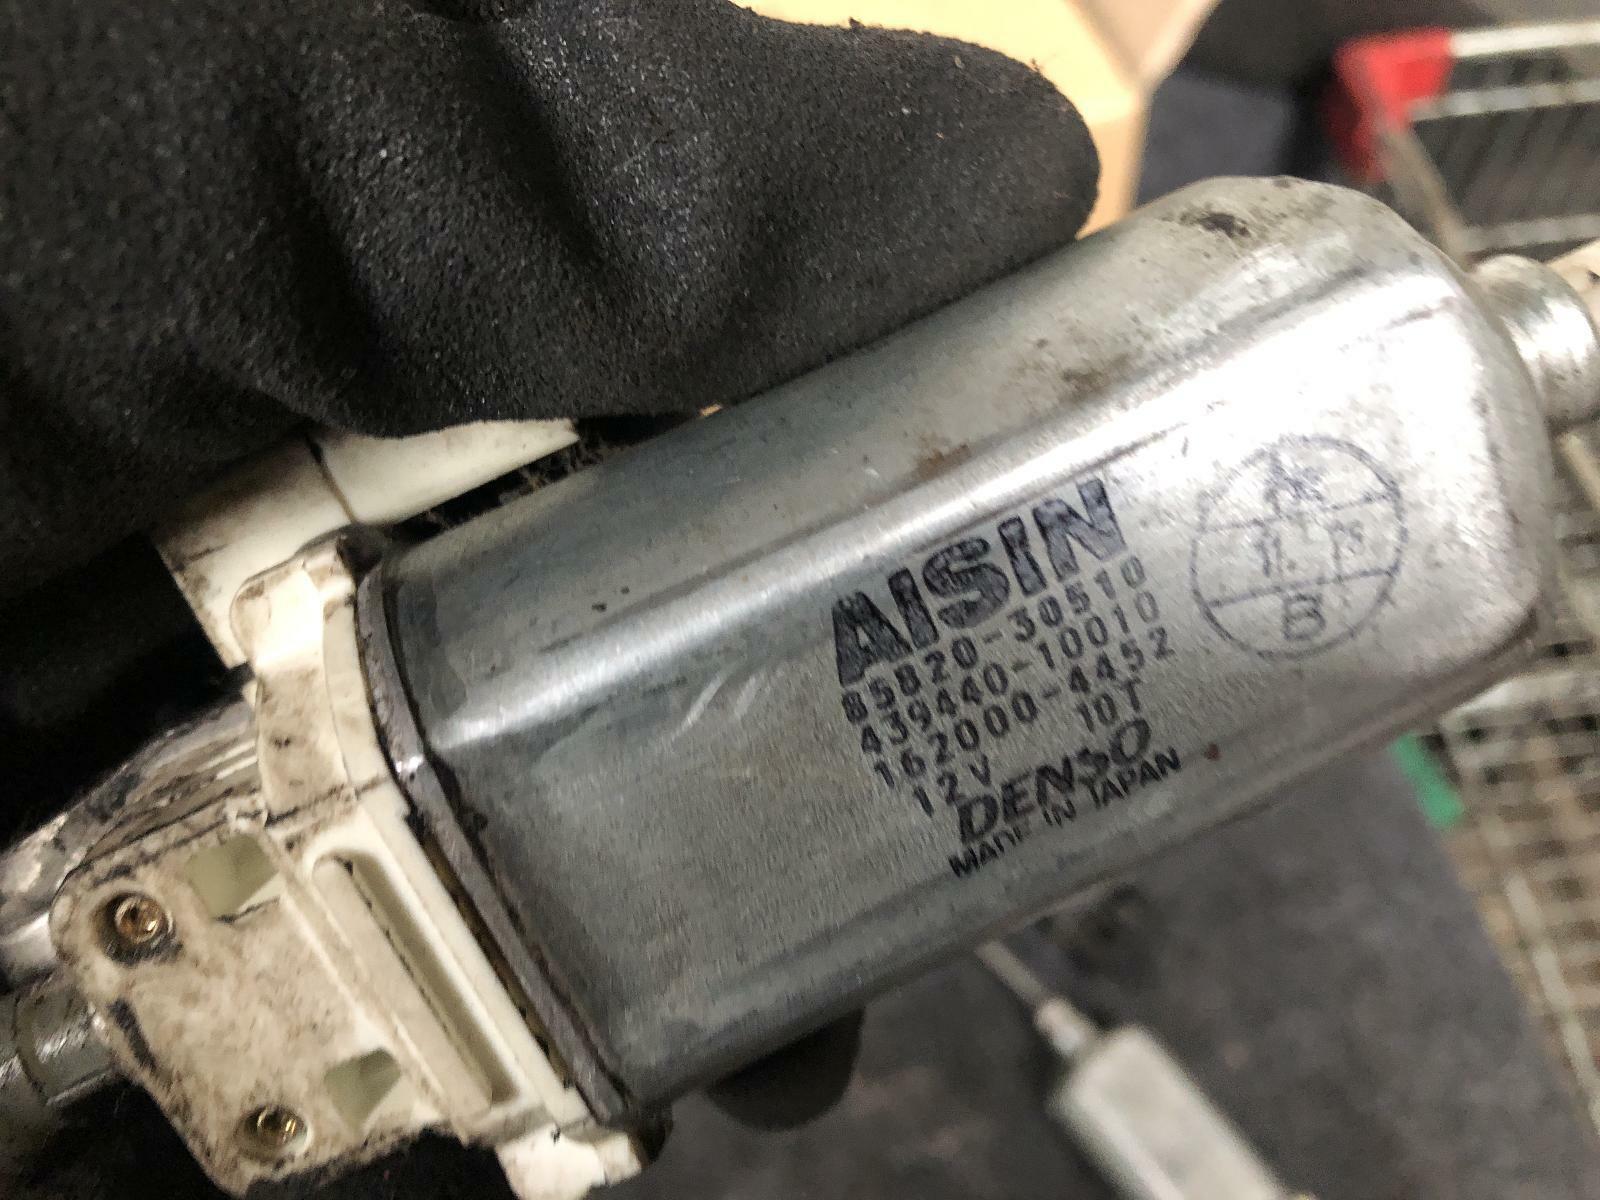 AISIN
85820-30510
439440-10010
162000-4452
12V 10T
DENSO
MADE IN JAPAN
B